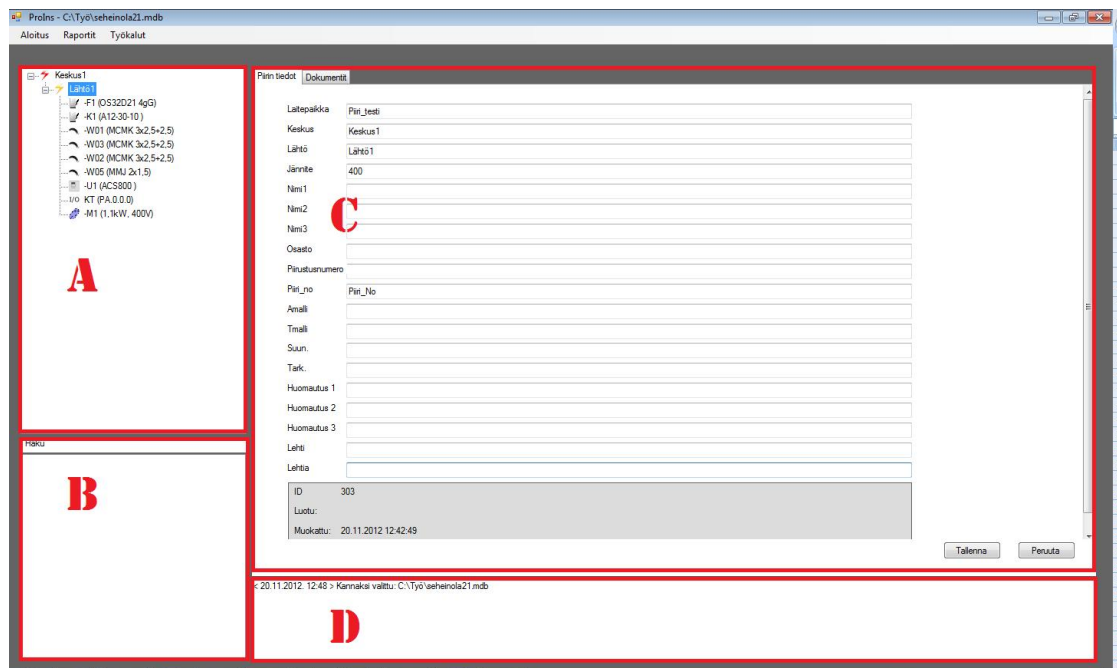 ProIns - C:\Työ\seheinola21.mdb
Aloitus Raportit Työkalut
Keskus1
Lähtö1
-F1 (OS32D21 4gG)
-K1 (A12-30-10 )
-W01 (MCMK 3x2,5+2,5)
-W03 (MCMK 3x2,5+2,5)
-W02 (MCMK 3x2,5+2,5)
-W05 (MMJ 2x1,5)
-U1 (ACS800 )
I/O KT (PA.0.0.0)
-M1 (1,1kW, 400V)
A
Haku
B
Piirin tiedot Dokumentit
Laitepaikka Piiri_testi
Keskus Keskus1
Lähtö Lähtö1
Jännite 400
Nimi1
Nimi2
C
Nimi3
Osasto
Piirustusnumero
Piiri_no Piiri_No
Amalli
Tmalli
Suun.
Tark.
Huomautus 1
Huomautus 2
Huomautus 3
Lehti
Lehtia
ID 303
Luotu:
Muokattu: 20.11.2012 12:42:49
Tallenna Peruuta
< 20.11.2012. 12:48 > Kannaksi valittu: C:\Työ\seheinola21.mdb
D